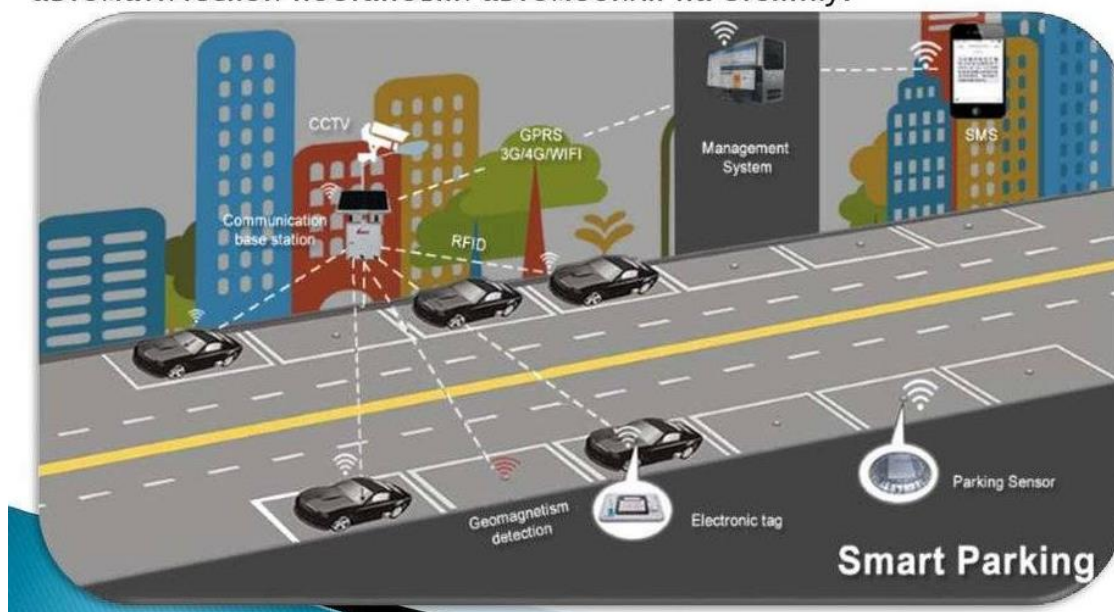 CCTV
GPRS
3G/4G/WIFI
Management
System
SMS
Communication
base station
RFID
Geomagnetism
detection
Electronic tag
Parking Sensor
Smart Parking